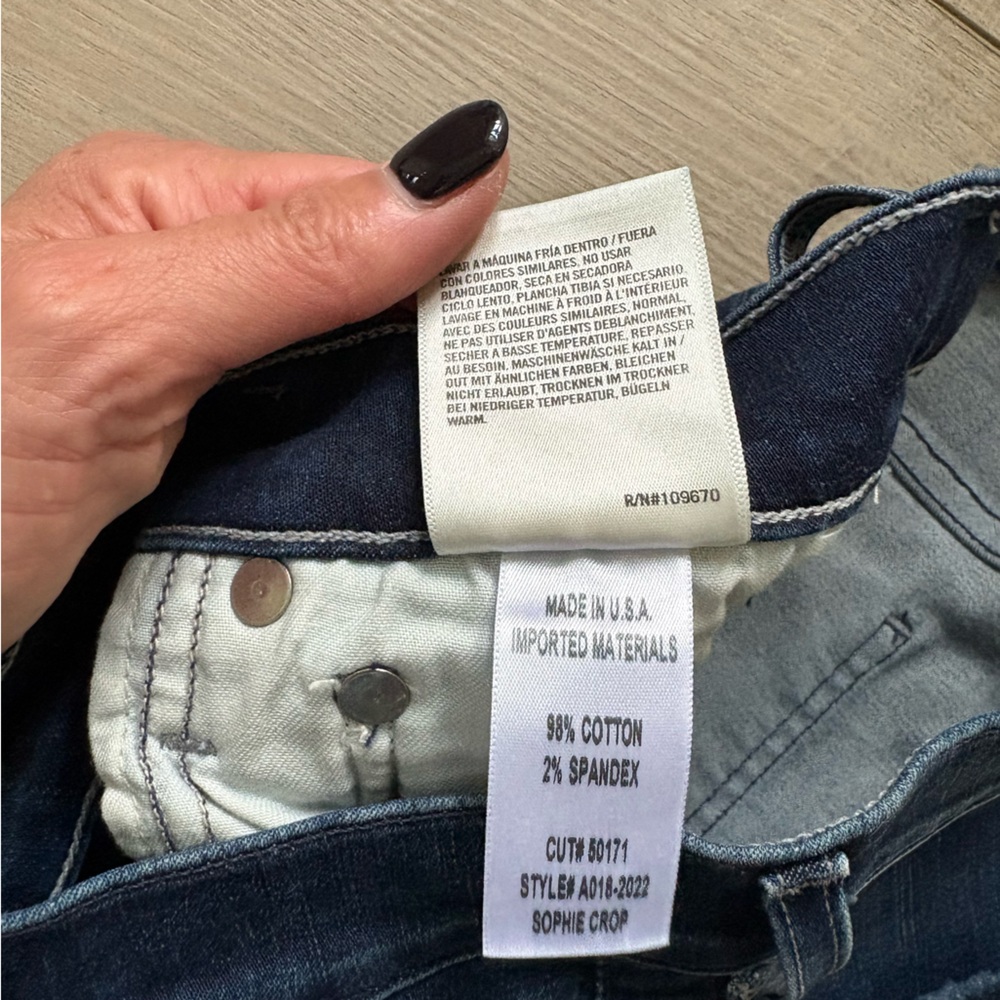 LAVAR A MÁQUINA FRÍA DENTRO / FUERA
CON COLORES SIMILARES, NO USAR
BLANQUEADOR, SECA EN SECADORA
CICLO LENTO, PLANCHA TIBIA SI NECESARIO.
LAVAGE EN MACHINE À FROID À L'INTÉRIEUR
AVEC DES COULEURS SIMILARES, NORMAL,
NE PAS UTILISER D'AGENTS DEBLANCHIMENT,
SECHER A BASSE TEMPERATURE, REPASSER
AU BESOIN. MASCHINENWÄSCHE KALT IN /
OUT MIT ÄHNLICHEN FARBEN, BLEICHEN
NICHT ERLAUBT, TROCKNEN IM TROCKNER
BEI NIEDRIGER TEMPERATUR, BÜGELN
WARM.
R/N#109670
MADE IN U.S.A.
IMPORTED MATERIALS
98% COTTON
2% SPANDEX
CUT# 50171
STYLE# A018-2022
SOPHIE CROP